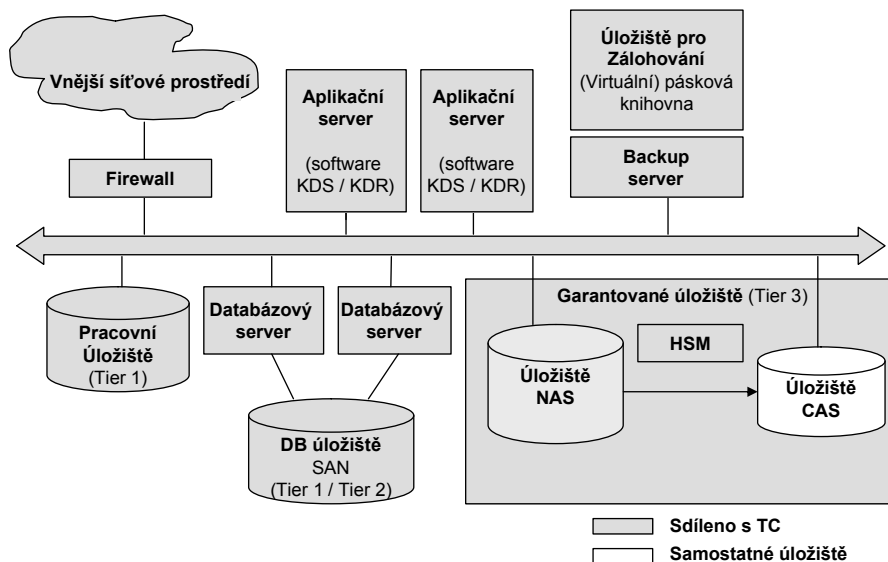 Vnější síťové prostředí
Firewall
Aplikační
server
(software
KDS / KDR)
Aplikační
server
(software
KDS / KDR)
Úložiště pro
Zálohování
(Virtuální) pásková
knihovna
Backup
server
Pracovní
Úložiště
(Tier 1)
Databázový
server
Databázový
server
DB úložiště
SAN
(Tier 1 / Tier 2)
Garantované úložiště (Tier 3)
HSM
Úložiště
NAS
Úložiště
CAS
Sdíleno s TC
Samostatné úložiště